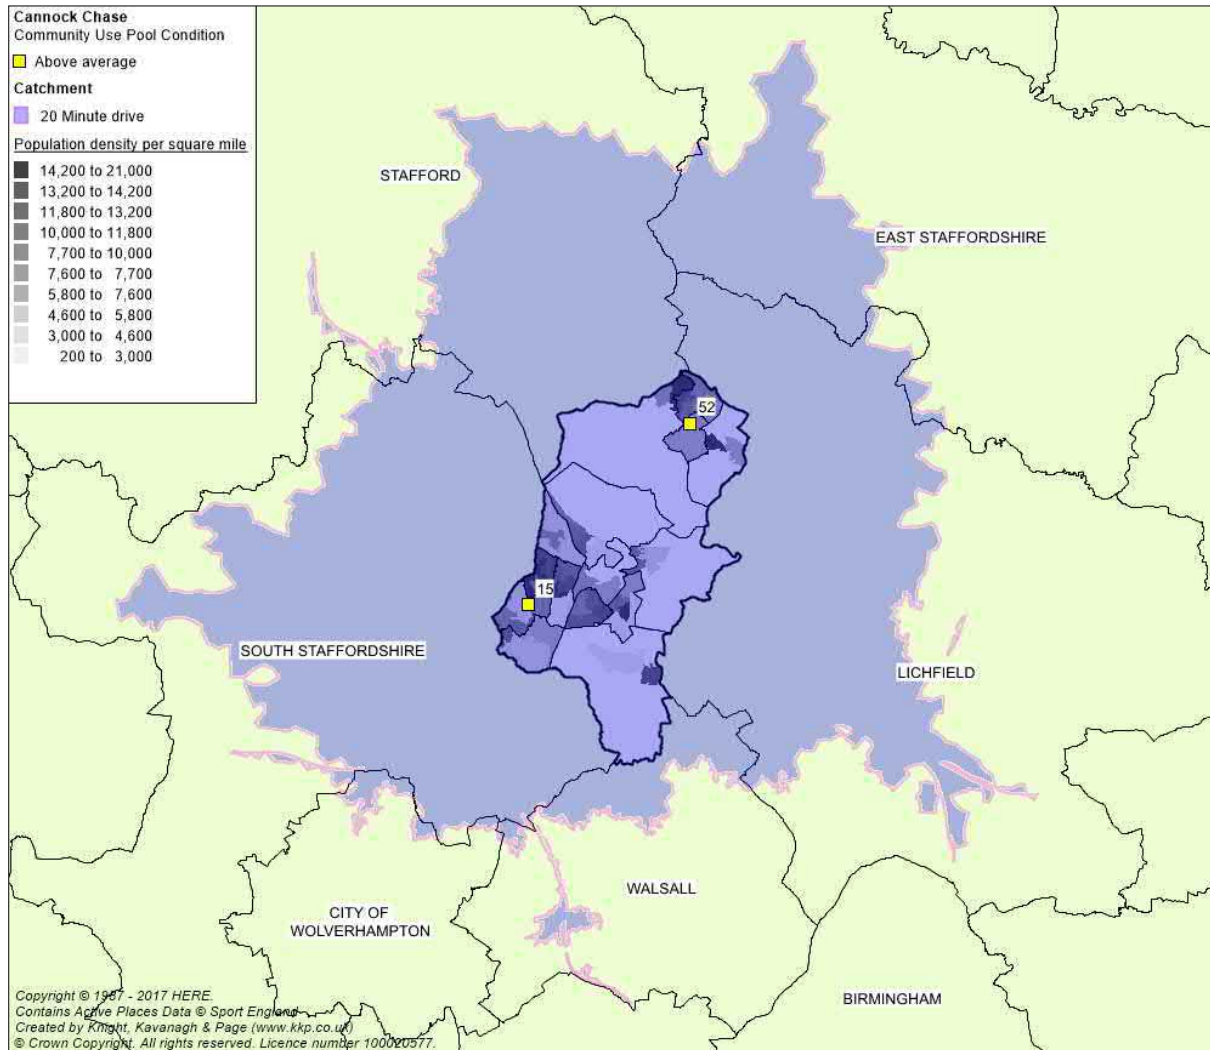 Cannock Chase
Community Use Pool Condition
Above average
Catchment
20 Minute drive
Population density per square mile
14,200 to 21,000
13,200 to 14,200
11,800 to 13,200
10,000 to 11,800
7,700 to 10,000
7,600 to 7,700
5,800 to 7,600
4,600 to 5,800
3,000 to 4,600
200 to 3,000
STAFFORD
EAST STAFFORDSHIRE
52
15
SOUTH STAFFORDSHIRE
LICHFIELD
WALSALL
CITY OF
WOLVERHAMPTON
BIRMINGHAM
Copyright © 1987 - 2017 HERE.
Contains Active Places Data © Sport England
Created by Knight, Kavanagh & Page (www.kkp.co.uk)
© Crown Copyright. All rights reserved. Licence number 100020577.